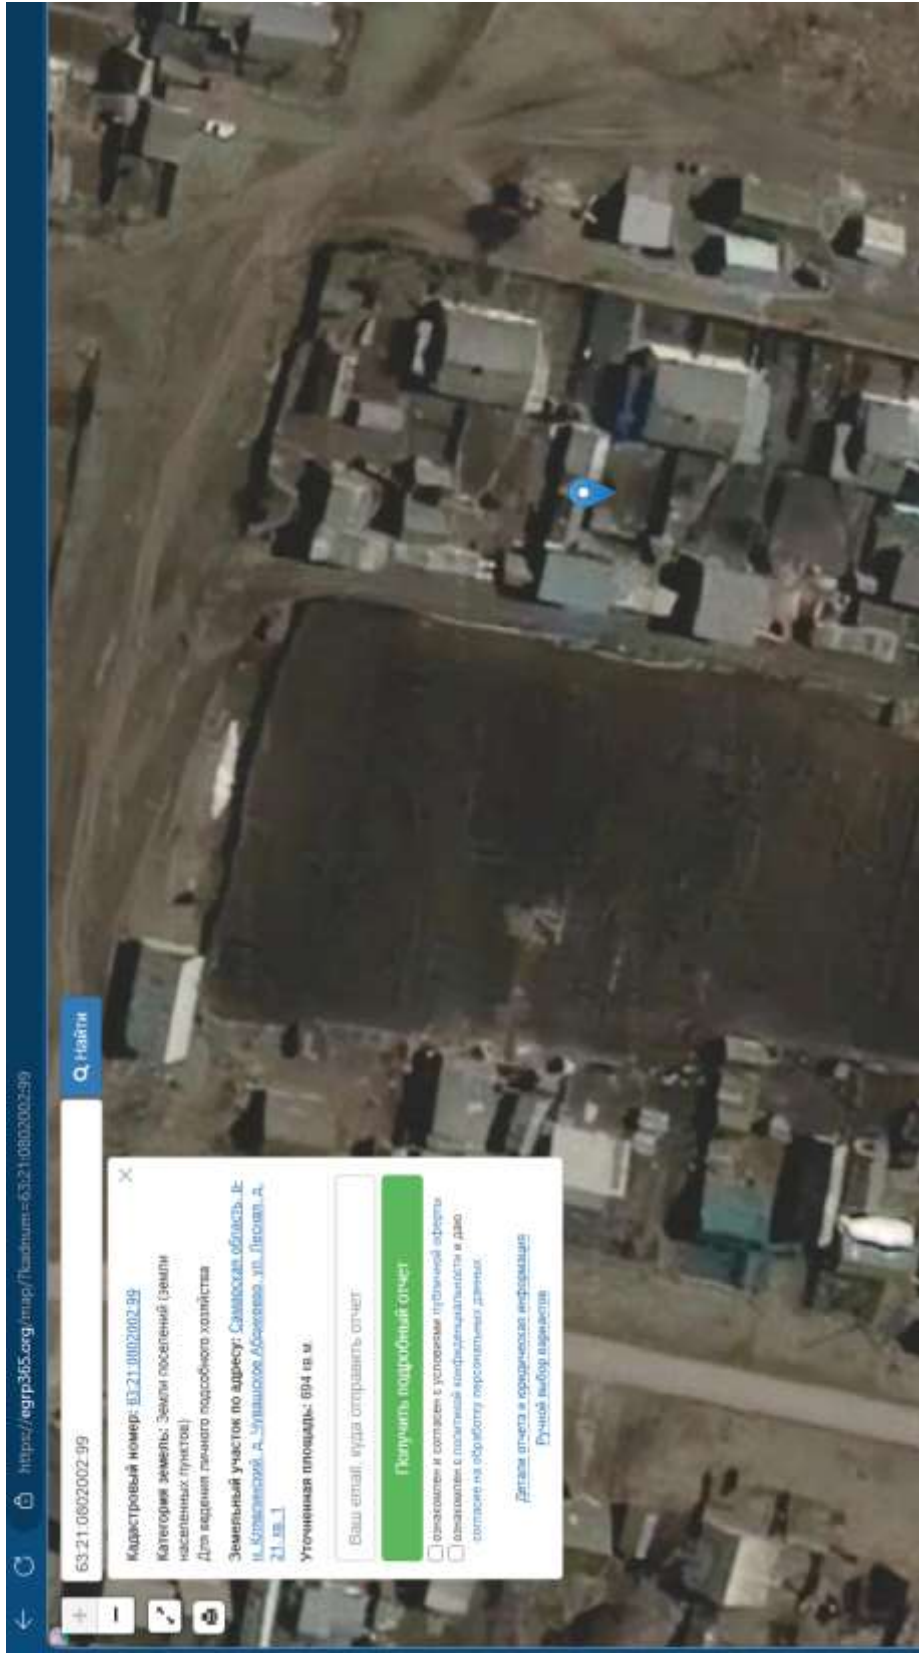 https://egrp365.org/map/?kadnum=63:21:0802002:99
63:21:0802002:99
Найти
Кадастровый номер: 63:21:0802002:99
Категория земель: Земли поселений (земли
населенных пунктов)
Для ведения личного подсобного хозяйства
Земельный участок по адресу: Самарская область, р-
н. Клявлинский, д. Чувашское Абдикеево, ул. Лесная, д.
21, кв. 1
Уточненная площадь: 694 кв.м.
Ваш email, куда отправить отчет
Получить подробный отчет
ознакомлен и согласен с условиями публичной оферты
ознакомлен с политикой конфиденциальности и даю
согласие на обработку персональных данных
Детали отчета и юридическая информация
Ручной выбор вариантов